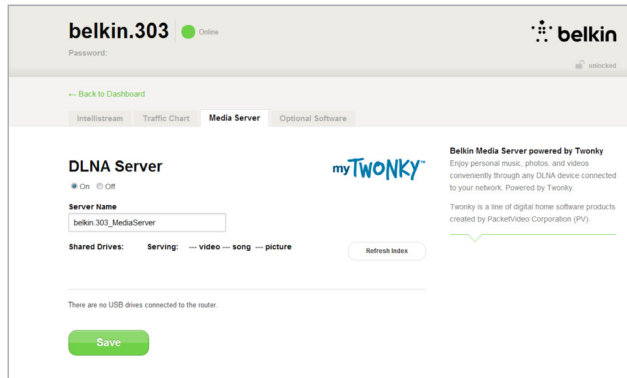 belkin.303 Online
belkin
Password:
unlocked
← Back to Dashboard
Intellistream Traffic Chart Media Server Optional Software
DLNA Server
On Off
my TWONKY™
Server Name
belkin.303_MediaServer
Shared Drives: Serving: --- video --- song --- picture
Refresh Index
There are no USB drives connected to the router.
Save
Belkin Media Server powered by Twonky
Enjoy personal music, photos, and videos
conveniently through any DLNA device connected
to your network. Powered by Twonky.
Twonky is a line of digital home software products
created by PacketVideo Corporation (PV).